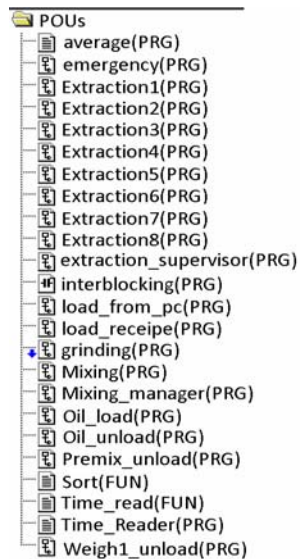 POUs
average(PRG)
emergency(PRG)
Extraction1(PRG)
Extraction2(PRG)
Extraction3(PRG)
Extraction4(PRG)
Extraction5(PRG)
Extraction6(PRG)
Extraction7(PRG)
Extraction8(PRG)
extraction_supervisor(PRG)
interblocking(PRG)
load_from_pc(PRG)
load_receipe(PRG)
grinding(PRG)
Mixing(PRG)
Mixing_manager(PRG)
Oil_load(PRG)
Oil_unload(PRG)
Premix_unload(PRG)
Sort(FUN)
Time_read(FUN)
Time_Reader(PRG)
Weigh1_unload(PRG)